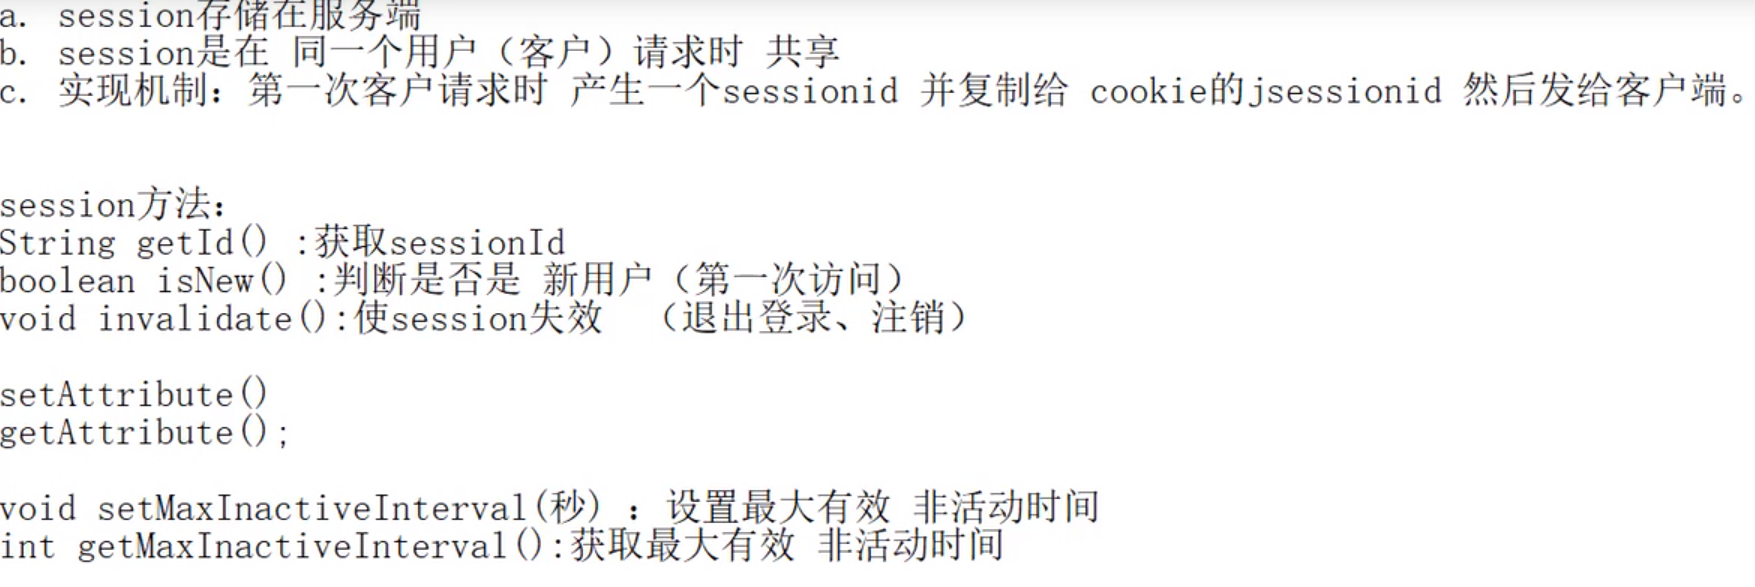 a. session存储在服务端
b. session是在 同一个用户（客户）请求时 共享
c. 实现机制：第一次客户请求时 产生一个sessionid 并复制给 cookie的jsessionid 然后发给客户端。
session方法：
String getId() :获取sessionId
boolean isNew() :判断是否是 新用户（第一次访问）
void invalidate():使session失效 （退出登录、注销）
setAttribute()
getAttribute();
void setMaxInactiveInterval(秒) ：设置最大有效 非活动时间
int getMaxInactiveInterval():获取最大有效 非活动时间